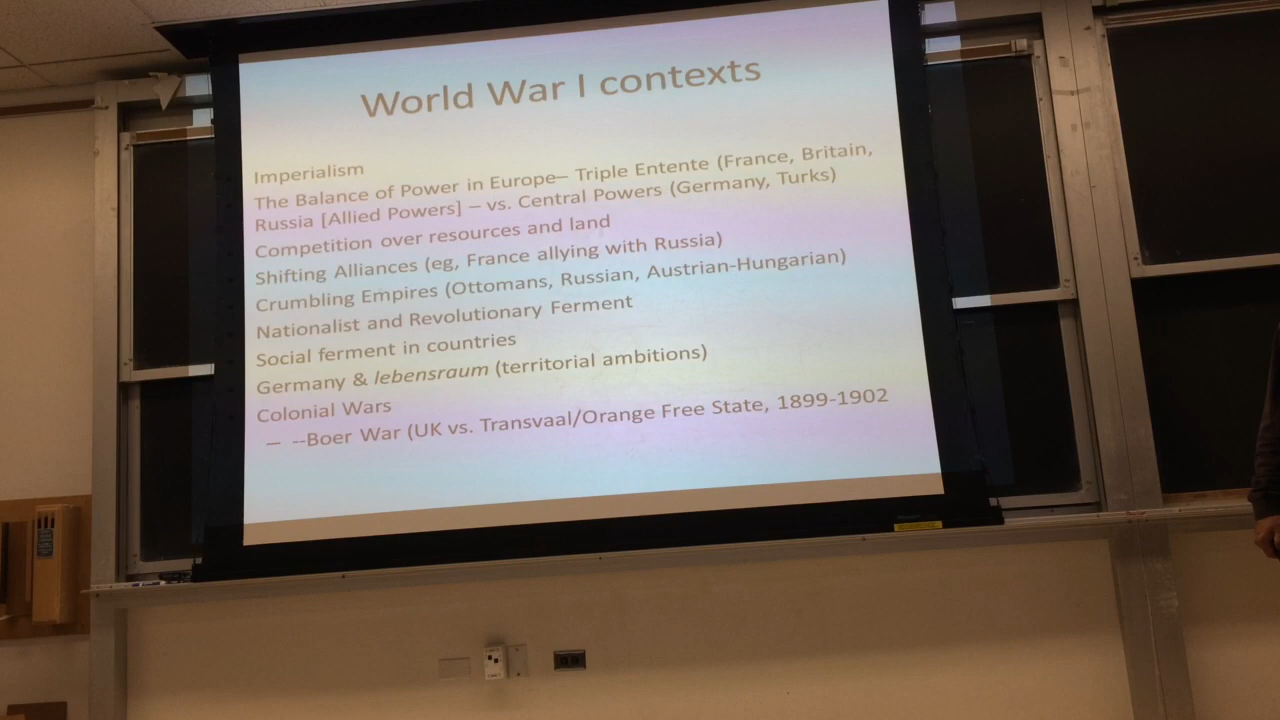 World War I contexts
Imperialism
The Balance of Power in Europe– Triple Entente (France, Britain,
Russia [Allied Powers] – vs. Central Powers (Germany, Turks)
Competition over resources and land
Shifting Alliances (eg, France allying with Russia)
Crumbling Empires (Ottomans, Russian, Austrian-Hungarian)
Nationalist and Revolutionary Ferment
Social ferment in countries
Germany & lebensraum (territorial ambitions)
Colonial Wars
– --Boer War (UK vs. Transvaal/Orange Free State, 1899-1902